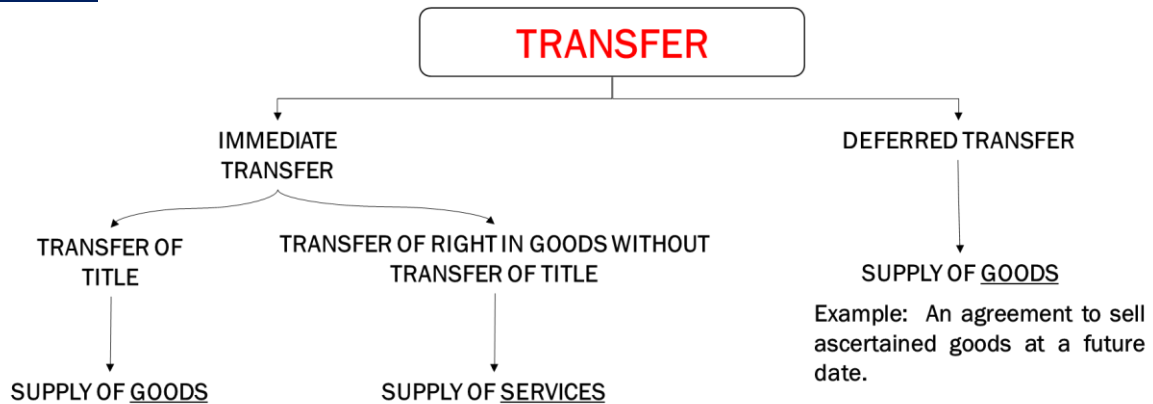 TRANSFER
IMMEDIATE
TRANSFER
DEFERRED TRANSFER
TRANSFER OF
TITLE
TRANSFER OF RIGHT IN GOODS WITHOUT
TRANSFER OF TITLE
SUPPLY OF GOODS
Example: An agreement to sell
ascertained goods at a future
date.
SUPPLY OF GOODS
SUPPLY OF SERVICES